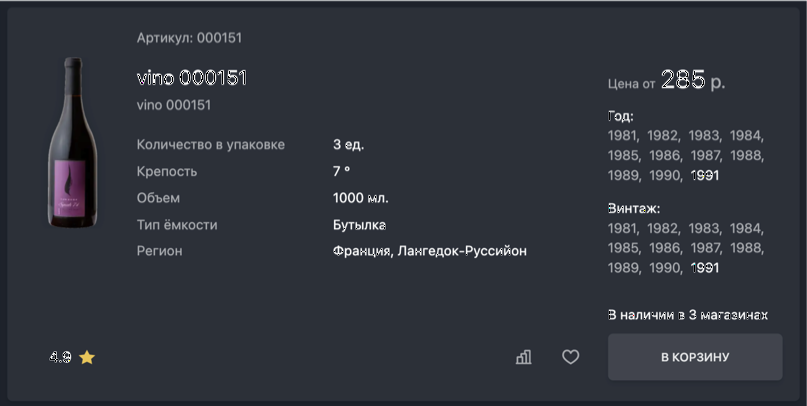 Артикул: 000151
vino 000151
vino 000151
Количество в упаковке 3 ед.
Крепость 7 °
Объем 1000 мл.
Тип ёмкости Бутылка
Регион Франция, Лангедок-Руссийон
4.9
Цена от 285 р.
Год:
1981, 1982, 1983, 1984,
1985, 1986, 1987, 1988,
1989, 1990, 1991
Винтаж:
1981, 1982, 1983, 1984,
1985, 1986, 1987, 1988,
1989, 1990, 1991
В наличии в 3 магазинах
В КОРЗИНУ